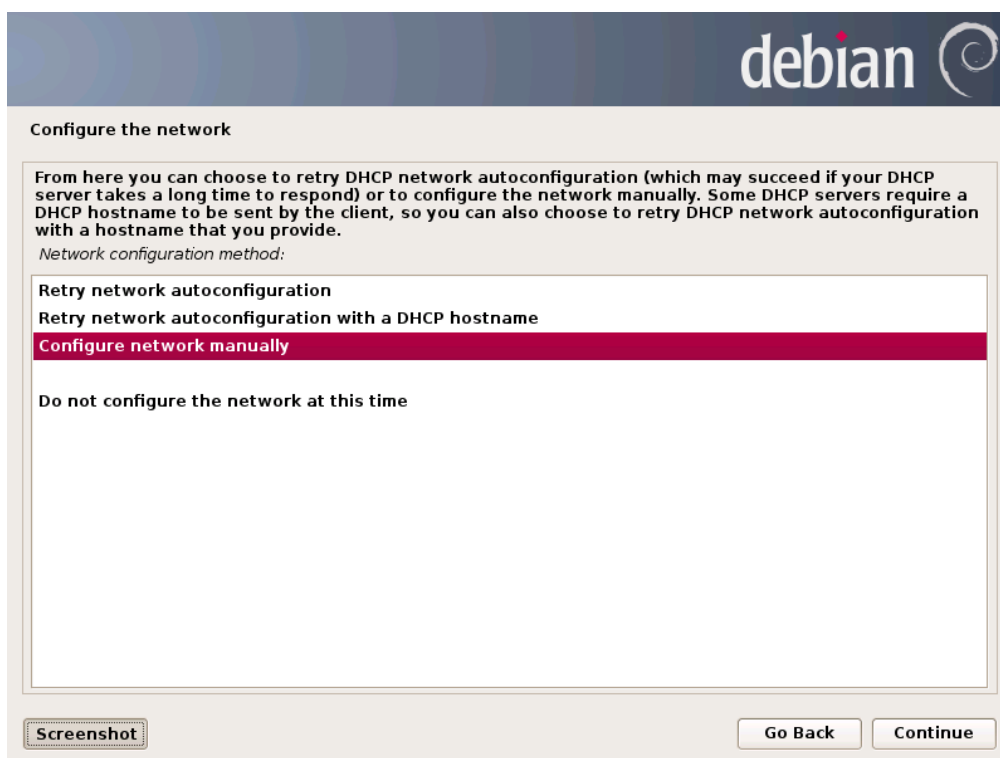 debian
Configure the network
From here you can choose to retry DHCP network autoconfiguration (which may succeed if your DHCP
server takes a long time to respond) or to configure the network manually. Some DHCP servers require a
DHCP hostname to be sent by the client, so you can also choose to retry DHCP network autoconfiguration
with a hostname that you provide.
Network configuration method:
Retry network autoconfiguration
Retry network autoconfiguration with a DHCP hostname
Configure network manually
Do not configure the network at this time
Screenshot
Go Back
Continue